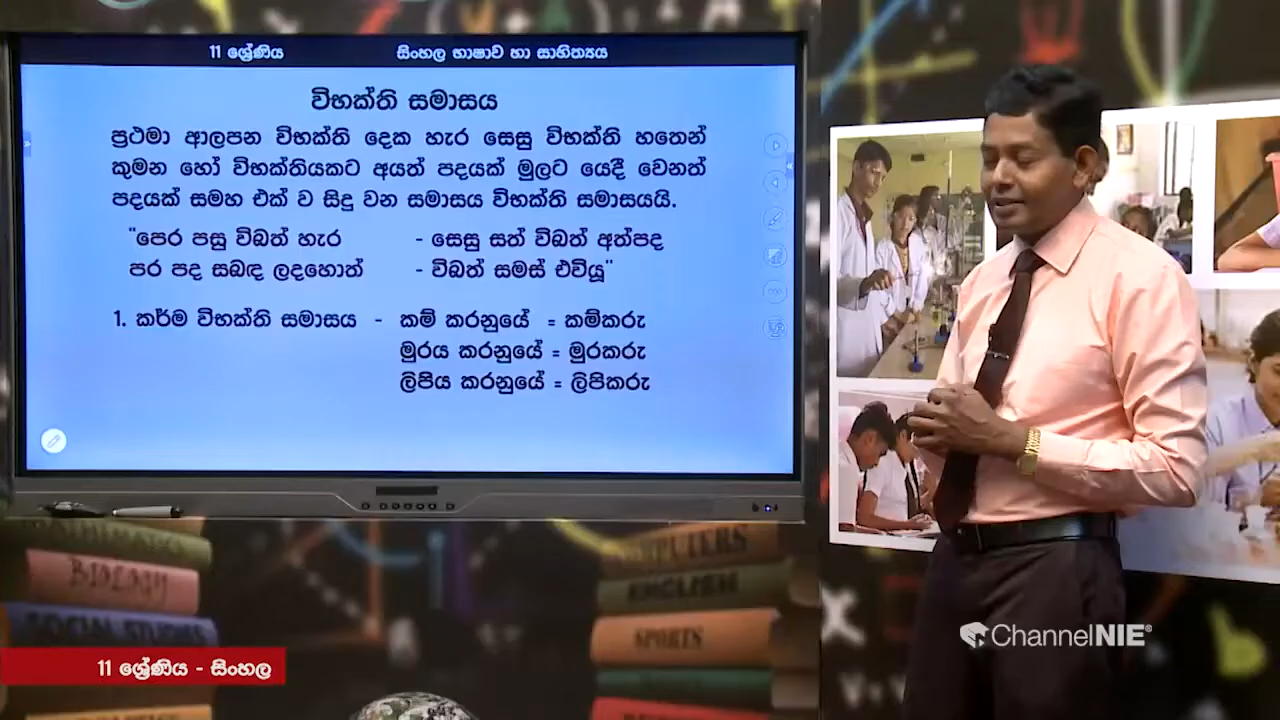 11 ශ්‍රේණිය සිංහල භාෂාව හා සාහිත්‍යය
විභක්ති සමාසය
ප්‍රථමා ආලපන විභක්ති දෙක හැර සෙසු විභක්ති හතෙන්
කුමන හෝ විභක්තියකට අයත් පදයක් මුලට යෙදී වෙනත්
පදයක් සමඟ එක් ව සිදු වන සමාසය විභක්ති සමාසයයි.
"පෙර පසු විබත් හැර - සෙසු සත් විබත් අත්පද
පර පද සබඳ ලදහොත් - විබත් සමස් එවියූ"
1. කර්ම විභක්ති සමාසය - කම් කරනුයේ = කම්කරු
මුරය කරනුයේ = මුරකරු
ලිපිය කරනුයේ = ලිපිකරු
MATHEMATICS
BIOLOGY
SOCIAL STUDIES
COMPUTERS
ENGLISH
SPORTS
ChannelNIE®
11 ශ්‍රේණිය - සිංහල